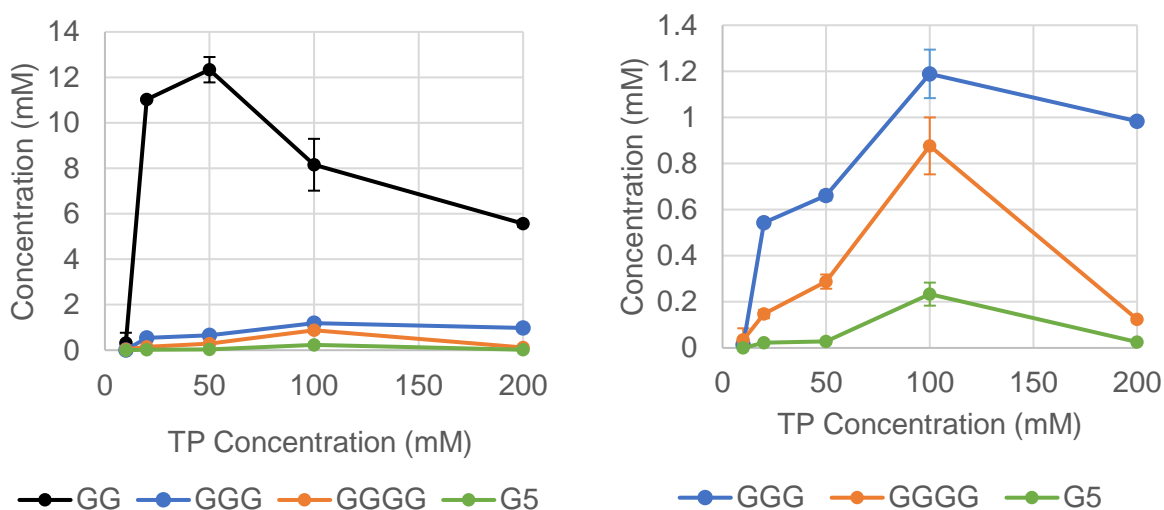 14
12
10
8
6
4
2
0
Concentration (mM)
0 50 100 150 200
TP Concentration (mM)
GG GGG GGGG G5
1.4
1.2
1
0.8
0.6
0.4
0.2
0
Concentration (mM)
0 50 100 150 200
TP Concentration (mM)
GGG GGGG G5